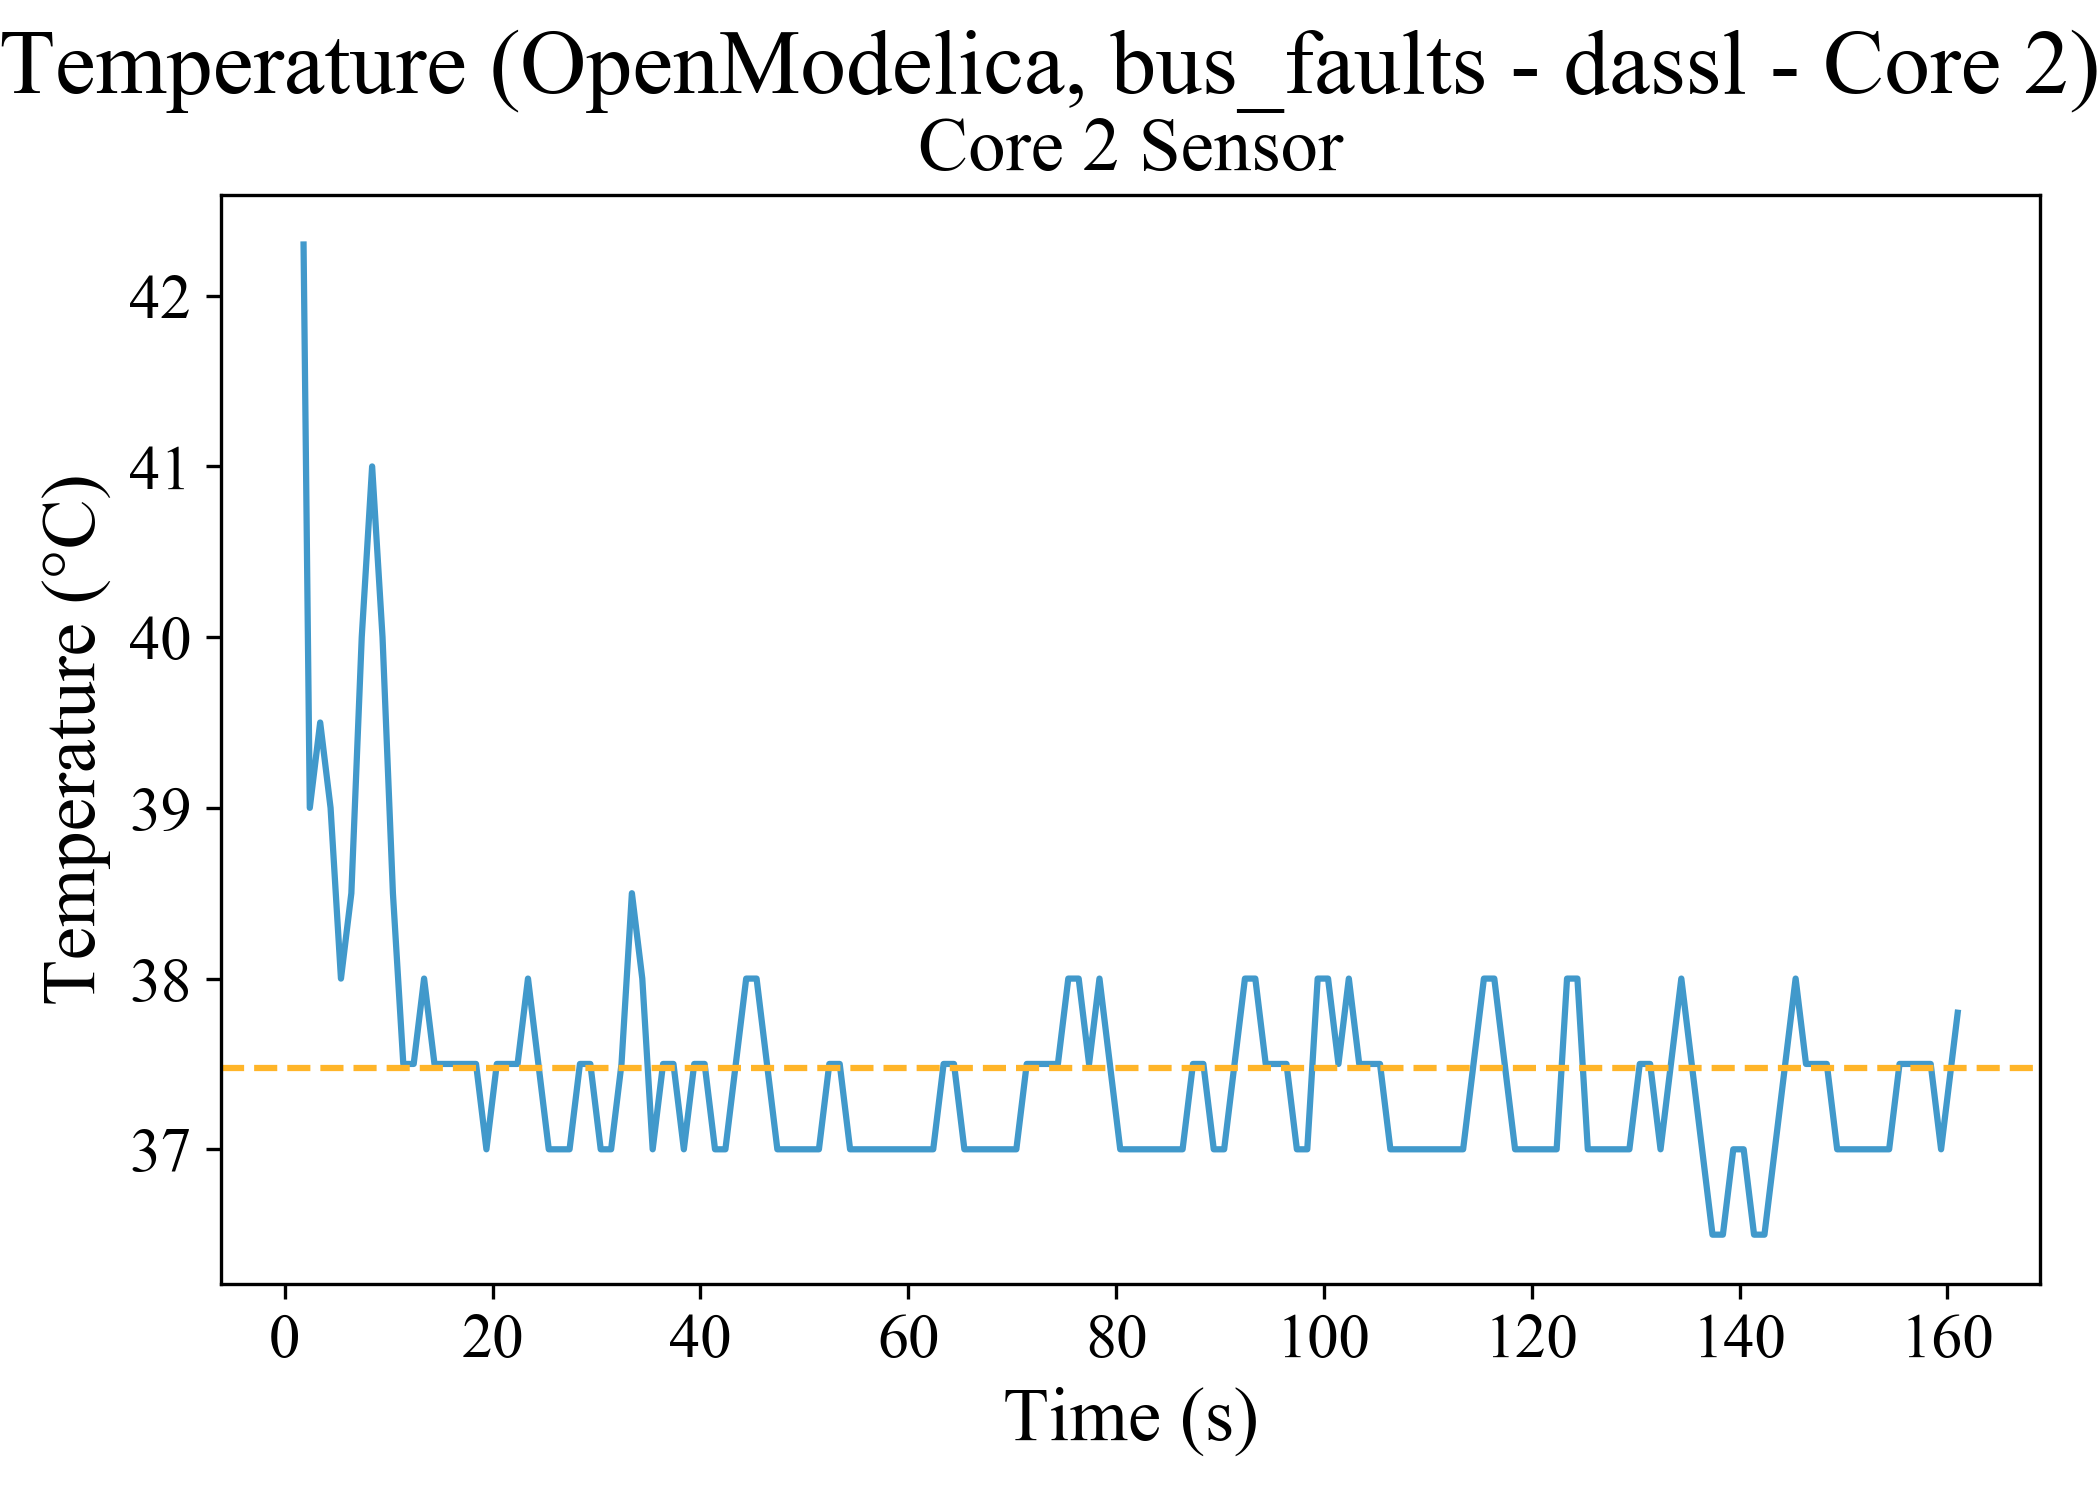 Temperature (OpenModelica, bus_faults - dassl - Core 2)
Core 2 Sensor
Temperature (°C)
42
41
40
39
38
37
0 20 40 60 80 100 120 140 160
Time (s)